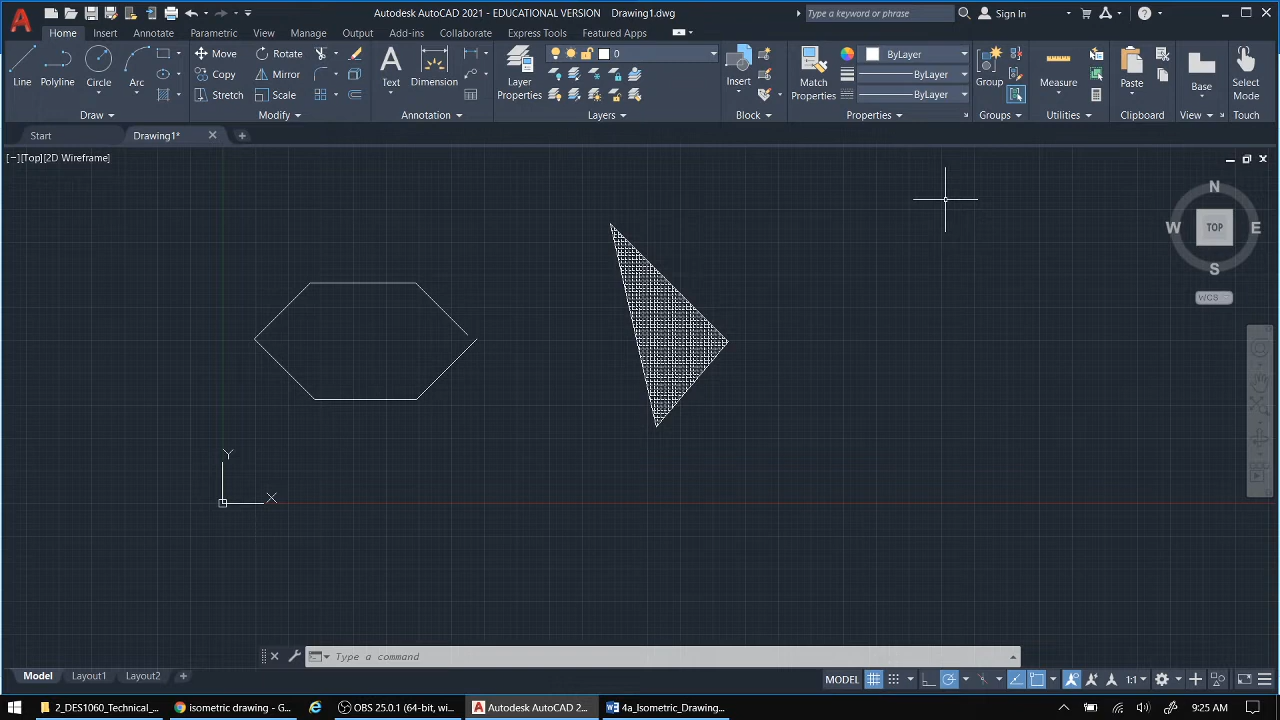 Autodesk AutoCAD 2021 - EDUCATIONAL VERSION Drawing1.dwg
Type a keyword or phrase
Sign In
Home Insert Annotate Parametric View Manage Output Add-ins Collaborate Express Tools Featured Apps
Line
Polyline
Circle
Arc
Move
Copy
Stretch
Rotate
Mirror
Scale
Text
Dimension
Layer
Properties
0
Insert
Match
Properties
ByLayer
ByLayer
ByLayer
Group
Measure
Paste
Base
Select
Mode
Draw Modify Annotation Layers Block Properties Groups Utilities Clipboard View Touch
Start Drawing1*
[−][Top][2D Wireframe]
N
W TOP E
S
WCS
Y
X
Type a command
Model Layout1 Layout2
MODEL
1:1
2_DES1060_Technical_...
isometric drawing - G...
OBS 25.0.1 (64-bit, wi...
Autodesk AutoCAD 2...
4a_Isometric_Drawing...
9:25 AM